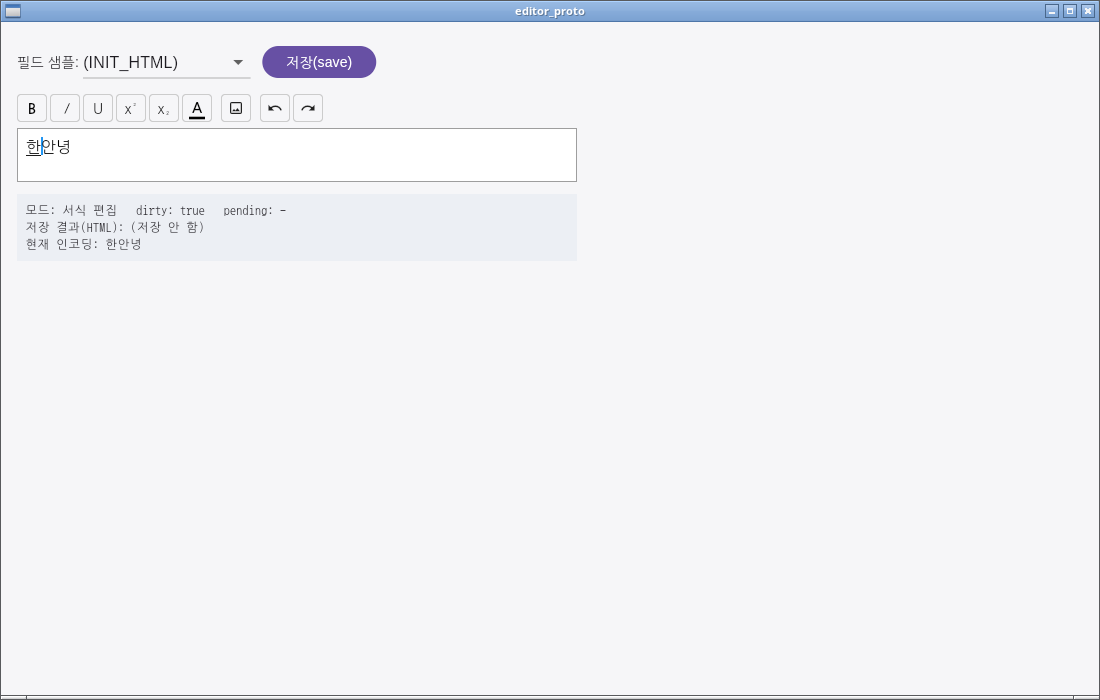 editor_proto
필드 샘플: (INIT_HTML) 저장(save)
B / U x² x₂ A
한안녕
모드: 서식 편집 dirty: true pending: -
저장 결과(HTML): (저장 안 함)
현재 인코딩: 한안녕